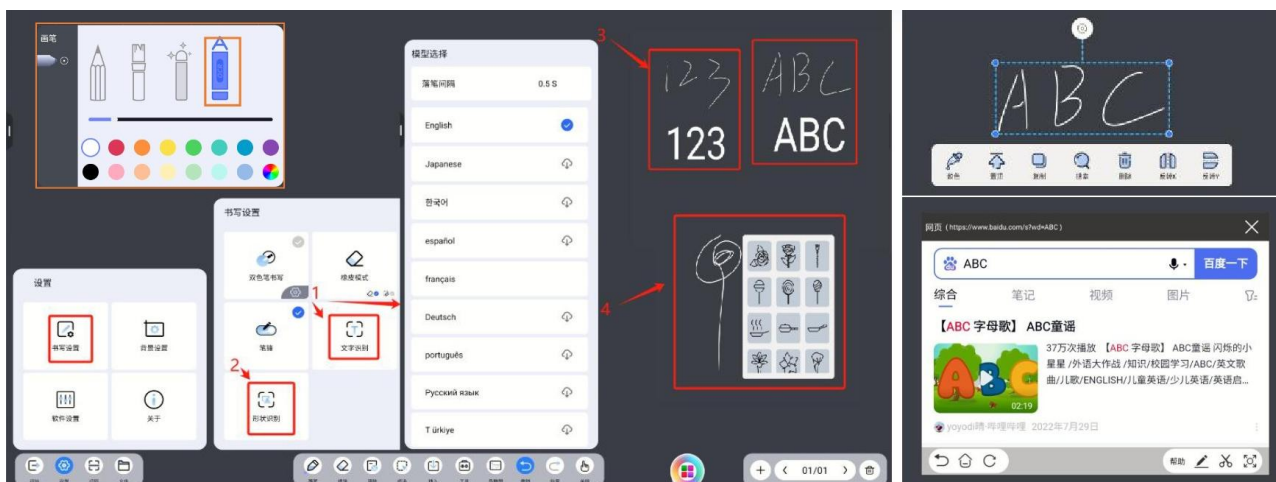 画笔
模型选择
落笔间隔 0.5 S
English
Japanese
한국어
español
français
Deutsch
português
Русский язык
T ürkiye
书写设置
双色笔书写
橡皮模式
1
笔锋
文字识别
2
形状识别
设置
书写设置
背景设置
软件设置
关于
3
123
ABC
123
ABC
4
01/01
ABC
颜色
置顶
复制
搜索
删除
反转X
反转Y
网页 ( https://www.baidu.com/s?wd=ABC )
ABC
百度一下
综合 笔记 视频 图片
【ABC 字母歌】 ABC童谣
37万次播放 【ABC 字母歌】 ABC童谣 闪烁的小
星星 /外语大作战 /知识/校园学习/ABC/英文歌
曲/儿歌/ENGLISH/儿童英语/少儿英语/英语启...
ABC
02:19
yoyodi晴·哔哩哔哩 2022年7月29日
帮助